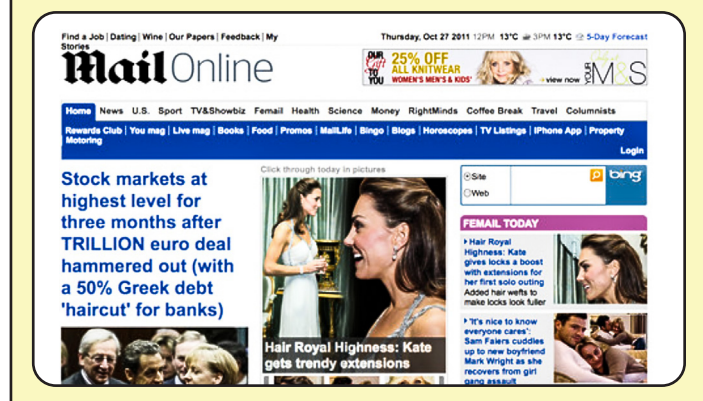 Find a Job | Dating | Wine | Our Papers | Feedback | My
Stories
Thursday, Oct 27 2011 12PM 13°C 3PM 13°C 5-Day Forecast
Mail Online
OUR
Gift
TO
YOU
25% OFF
ALL KNITWEAR
WOMEN'S MEN'S & KIDS'
view now
YOUR
M&S
Home News U.S. Sport TV&Showbiz Femail Health Science Money RightMinds Coffee Break Travel Columnists
Rewards Club | You mag | Live mag | Books | Food | Promos | MailLife | Bingo | Blogs | Horoscopes | TV Listings | iPhone App | Property
Motoring
Login
Stock markets at
highest level for
three months after
TRILLION euro deal
hammered out (with
a 50% Greek debt
'haircut' for banks)
Click through today in pictures
Hair Royal Highness: Kate
gets trendy extensions
Site
Web
bing
FEMAIL TODAY
Hair Royal
Highness: Kate
gives locks a boost
with extensions for
her first solo outing
Added hair wefts to
make locks look fuller
'It's nice to know
everyone cares':
Sam Faiers cuddles
up to new boyfriend
Mark Wright as she
recovers from girl
gang assault